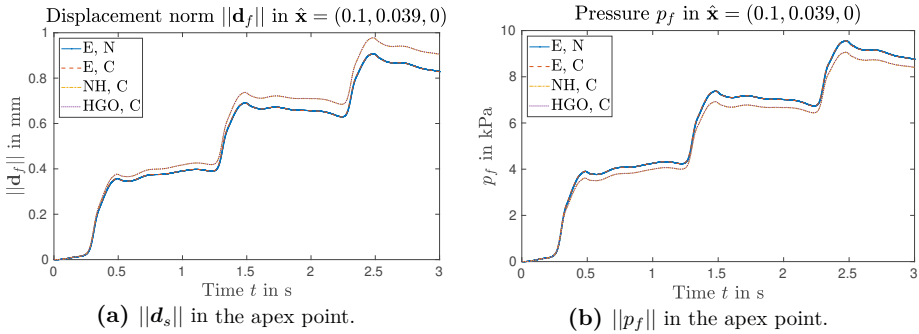 Displacement norm ||d_f|| in x̂ = (0.1, 0.039, 0)
E, N
E, C
NH, C
HGO, C
||d_f|| in mm
1
0.8
0.6
0.4
0.2
0
0 0.5 1 1.5 2 2.5 3
Time t in s
(a) ||d_s|| in the apex point.
Pressure p_f in x̂ = (0.1, 0.039, 0)
E, N
E, C
NH, C
HGO, C
p_f in kPa
10
8
6
4
2
0
0 0.5 1 1.5 2 2.5 3
Time t in s
(b) ||p_f|| in the apex point.